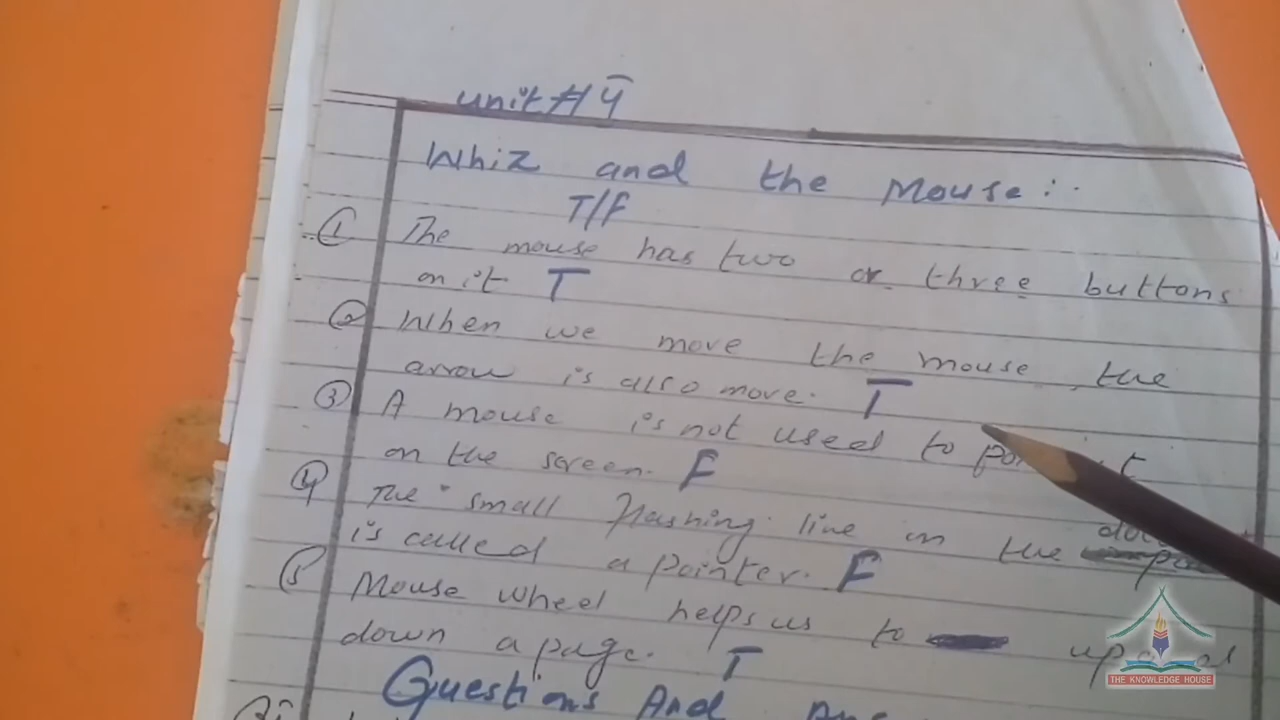 unit # 4
Whiz and the Mouse:
T/F
① The mouse has two or three buttons
on it T
② When we move the mouse the
arrow is also move. T
③ A mouse is not used to
on the screen. F
④ The small flashing line on the
is called a pointer. F
⑤ Mouse wheel helps us to
down a page. T
Questions And
THE KNOWLEDGE HOUSE